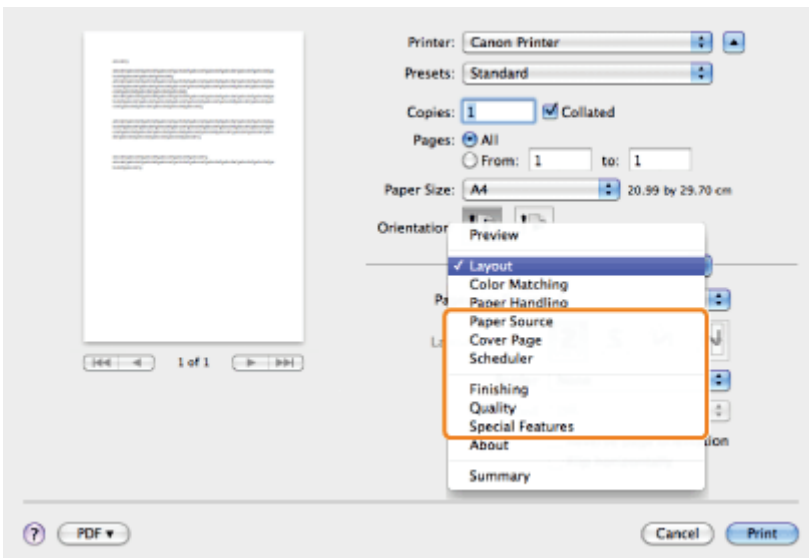 Printer: Canon Printer
Presets: Standard
Copies: 1 Collated
Pages: All
From: 1 to: 1
Paper Size: A4 20.99 by 29.70 cm
Orientation
Preview
✓ Layout
Color Matching
Paper Handling
Paper Source
Cover Page
Scheduler
Finishing
Quality
Special Features
About
Summary
1 of 1
? PDF ▼ Cancel Print